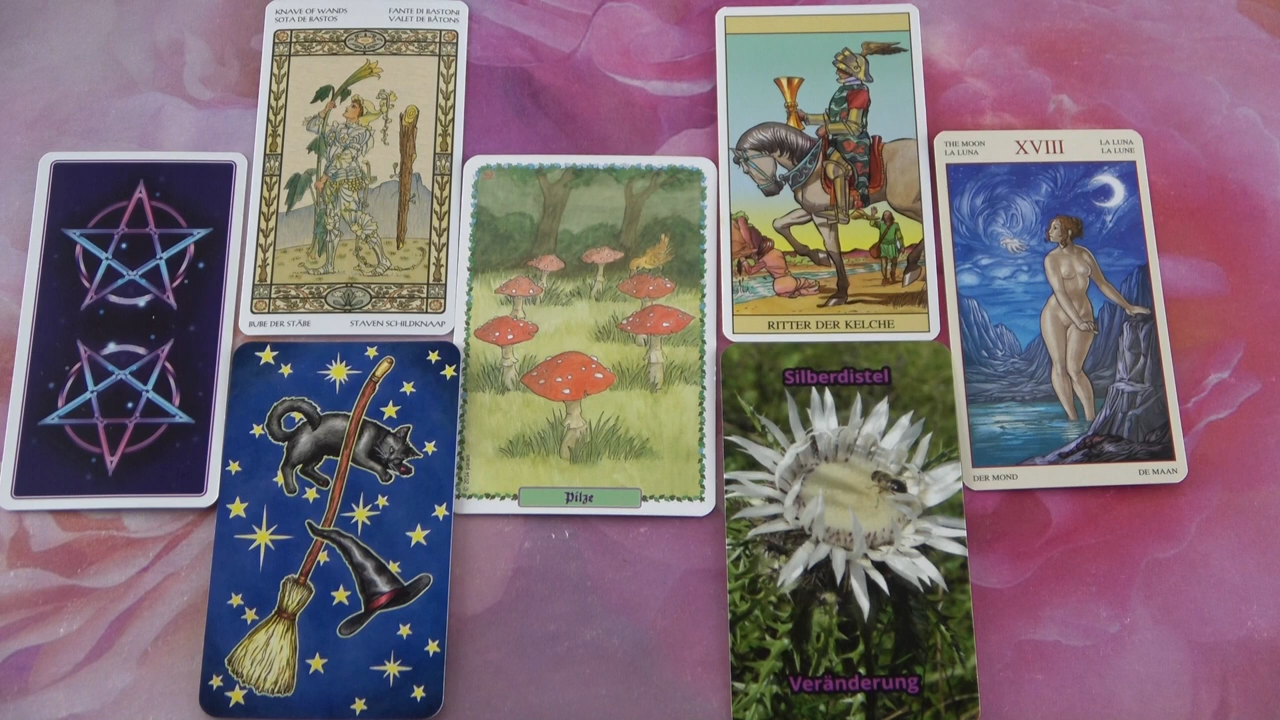 KNAVE OF WANDS
SOTA DE BASTOS
FANTE DI BASTONI
VALET DE BÂTONS
BUBE DER STÄBE
STAVEN SCHILDKNAAP
Pilze
RITTER DER KELCHE
Silberdistel
Veränderung
THE MOON
LA LUNA
XVIII
LA LUNA
LA LUNE
DER MOND
DE MAAN